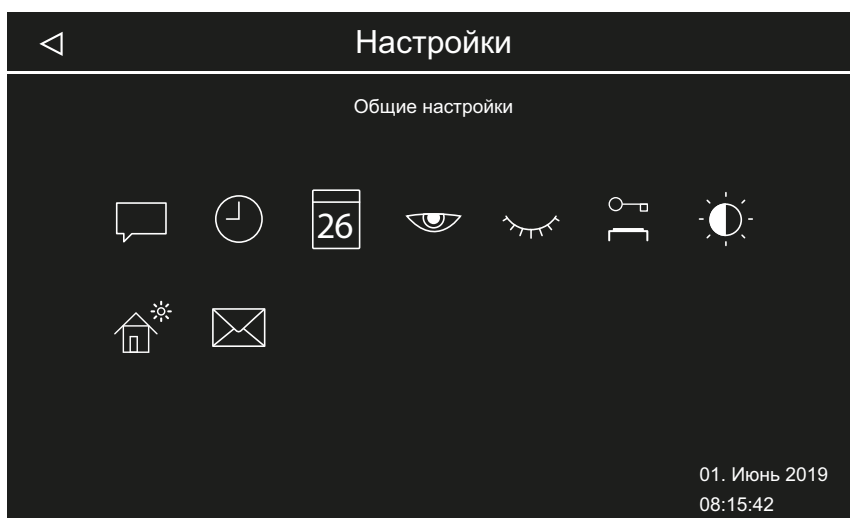 Настройки
Общие настройки
26
01. Июнь 2019
08:15:42